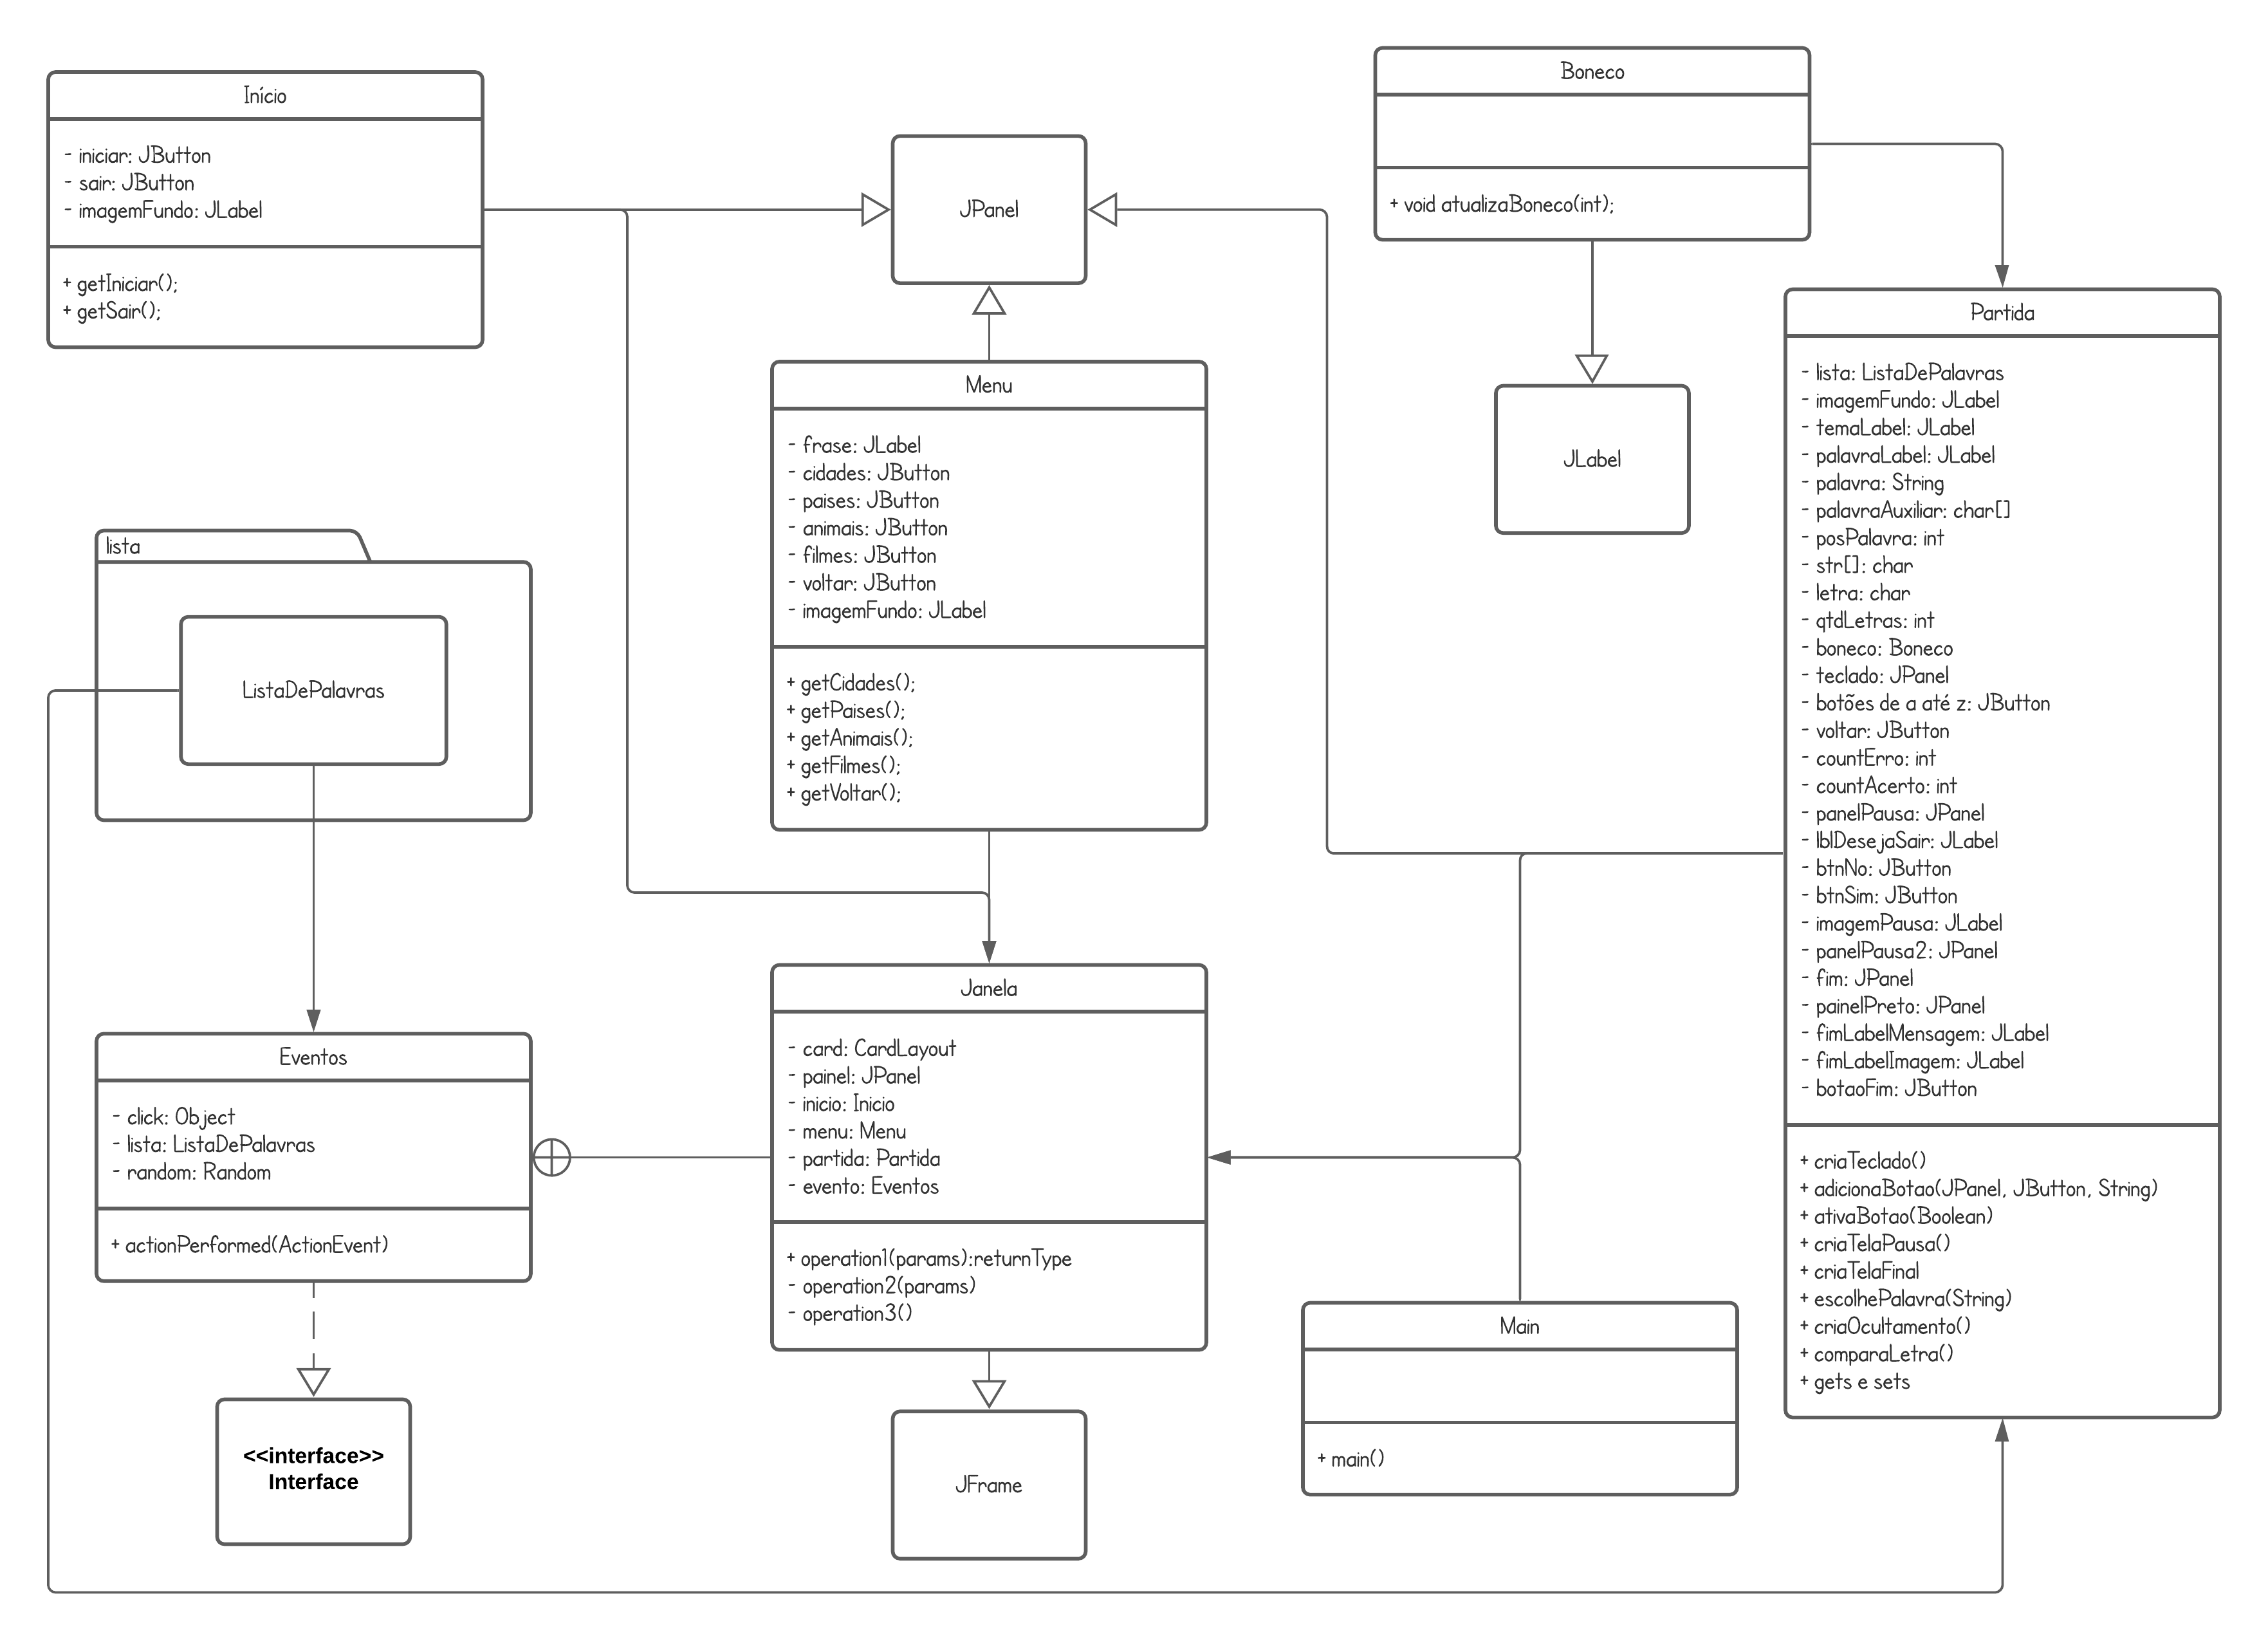 Início
- iniciar: JButton
- sair: JButton
- imagemFundo: JLabel
+ getIniciar();
+ getSair();
JPanel
Boneco
+ void atualizaBoneco(int);
JLabel
Menu
- frase: JLabel
- cidades: JButton
- paises: JButton
- animais: JButton
- filmes: JButton
- voltar: JButton
- imagemFundo: JLabel
+ getCidades();
+ getPaises();
+ getAnimais();
+ getFilmes();
+ getVoltar();
Partida
- lista: ListaDePalavras
- imagemFundo: JLabel
- temaLabel: JLabel
- palavraLabel: JLabel
- palavra: String
- palavraAuxiliar: char[]
- posPalavra: int
- str[]: char
- letra: char
- qtdLetras: int
- boneco: Boneco
- teclado: JPanel
- botões de a até z: JButton
- voltar: JButton
- countErro: int
- countAcerto: int
- panelPausa: JPanel
- lblDesejaSair: JLabel
- btnNo: JButton
- btnSim: JButton
- imagemPausa: JLabel
- panelPausa2: JPanel
- fim: JPanel
- painelPreto: JPanel
- fimLabelMensagem: JLabel
- fimLabelImagem: JLabel
- botaoFim: JButton
+ criaTeclado()
+ adicionaBotao(JPanel, JButton, String)
+ ativaBotao(Boolean)
+ criaTelaPausa()
+ criaTelaFinal
+ escolhePalavra(String)
+ criaOcultamento()
+ comparaLetra()
+ gets e sets
lista
ListaDePalavras
Eventos
- click: Object
- lista: ListaDePalavras
- random: Random
+ actionPerformed(ActionEvent)
<<interface>>
Interface
Janela
- card: CardLayout
- painel: JPanel
- inicio: Inicio
- menu: Menu
- partida: Partida
- evento: Eventos
+ operation1(params):returnType
- operation2(params)
- operation3()
JFrame
Main
+ main()